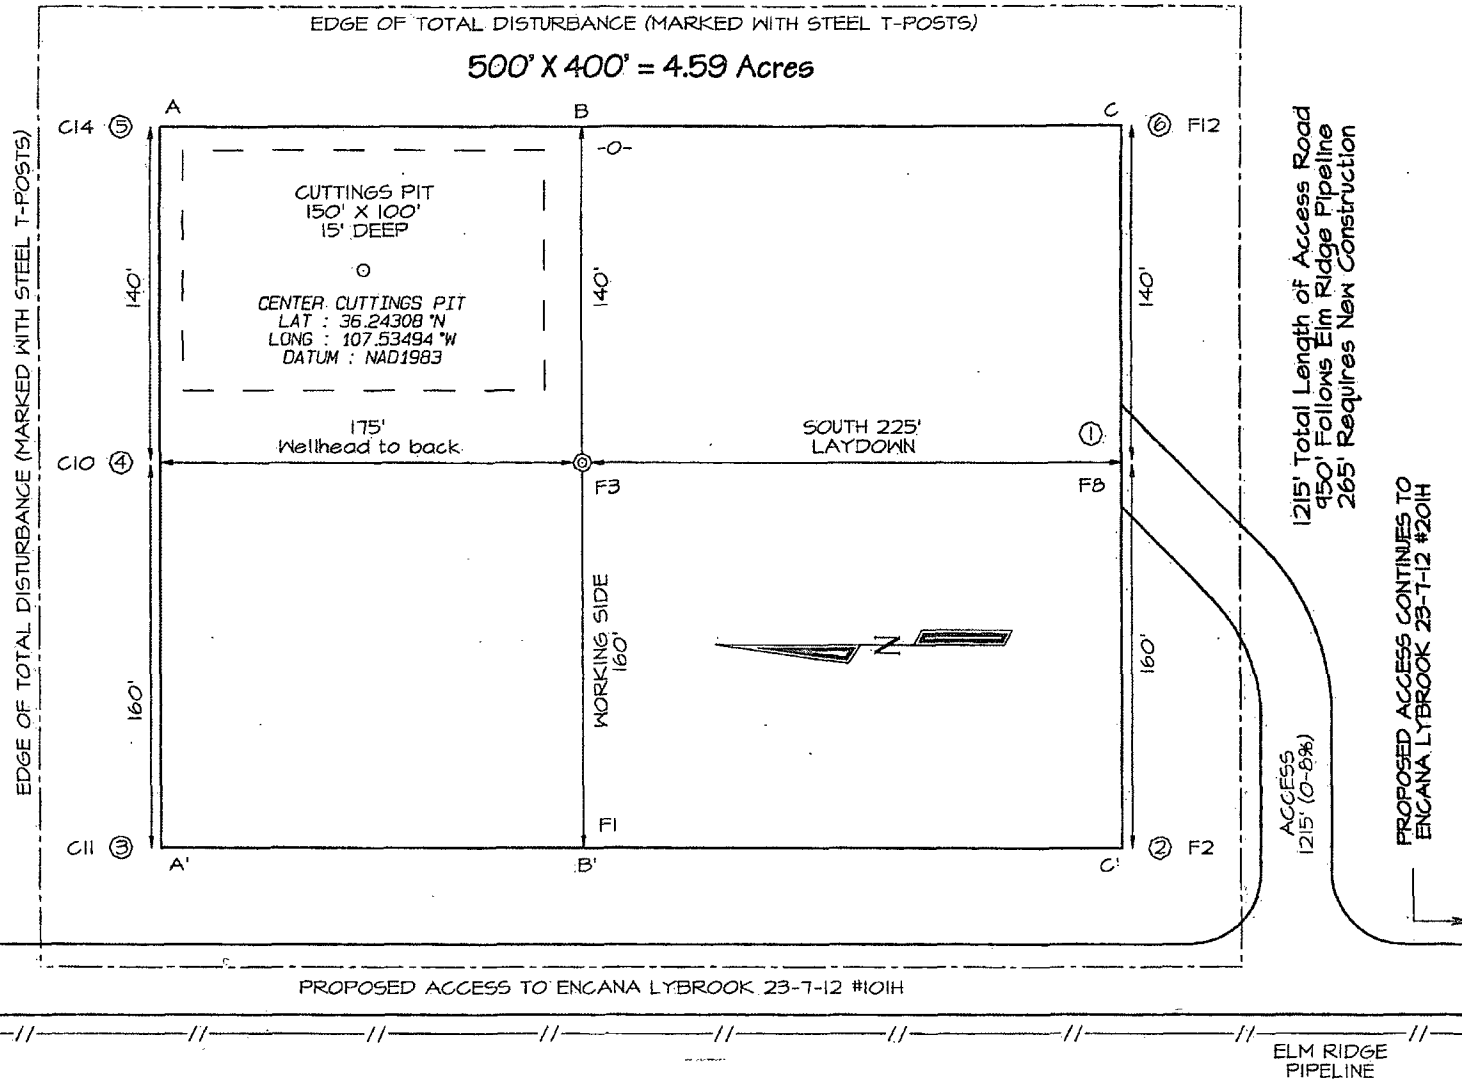 EDGE OF TOTAL DISTURBANCE (MARKED WITH STEEL T-POSTS)
500' X 400' = 4.59 Acres
EDGE OF TOTAL DISTURBANCE (MARKED WITH STEEL T-POSTS)
A
B
C
C14 5
6 F12
-0-
CUTTINGS PIT
150' X 100'
15' DEEP
CENTER CUTTINGS PIT
LAT : 36.24308 °N
LONG : 107.53494 °W
DATUM : NAD1983
140'
140'
140'
1215' Total Length of Access Road
950' Follows Elm Ridge Pipeline
265' Requires New Construction
175'
Wellhead to back
SOUTH 225'
LAYDOWN
1
C10 4
F3
F8
PROPOSED ACCESS CONTINUES TO
ENCANA LYBROOK 23-7-12 #201H
160'
WORKING SIDE
160'
N
160'
ACCESS
1215' (0-8%)
F1
C11 3
2 F2
A'
B'
C'
PROPOSED ACCESS TO ENCANA LYBROOK 23-7-12 #101H
ELM RIDGE
PIPELINE